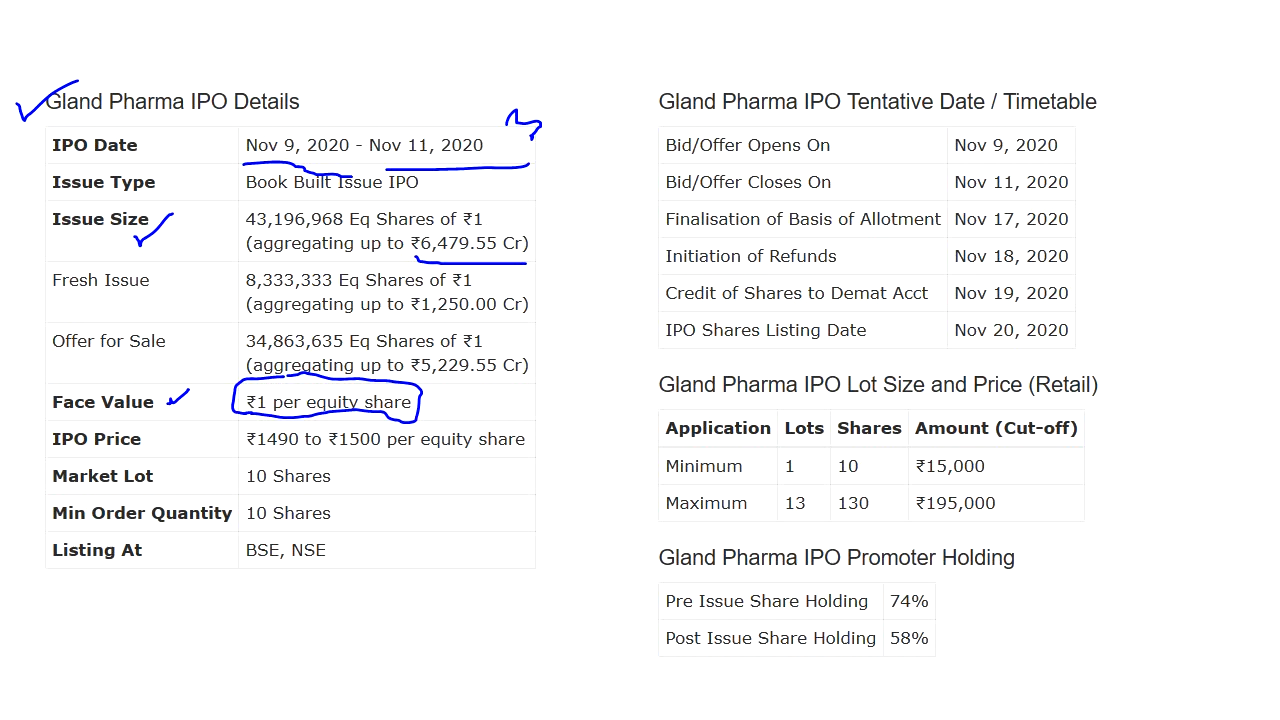 Gland Pharma IPO Details
IPO Date Nov 9, 2020 - Nov 11, 2020
Issue Type Book Built Issue IPO
Issue Size 43,196,968 Eq Shares of ₹1
(aggregating up to ₹6,479.55 Cr)
Fresh Issue 8,333,333 Eq Shares of ₹1
(aggregating up to ₹1,250.00 Cr)
Offer for Sale 34,863,635 Eq Shares of ₹1
(aggregating up to ₹5,229.55 Cr)
Face Value ₹1 per equity share
IPO Price ₹1490 to ₹1500 per equity share
Market Lot 10 Shares
Min Order Quantity 10 Shares
Listing At BSE, NSE
Gland Pharma IPO Tentative Date / Timetable
Bid/Offer Opens On Nov 9, 2020
Bid/Offer Closes On Nov 11, 2020
Finalisation of Basis of Allotment Nov 17, 2020
Initiation of Refunds Nov 18, 2020
Credit of Shares to Demat Acct Nov 19, 2020
IPO Shares Listing Date Nov 20, 2020
Gland Pharma IPO Lot Size and Price (Retail)
Application Lots Shares Amount (Cut-off)
Minimum 1 10 ₹15,000
Maximum 13 130 ₹195,000
Gland Pharma IPO Promoter Holding
Pre Issue Share Holding 74%
Post Issue Share Holding 58%